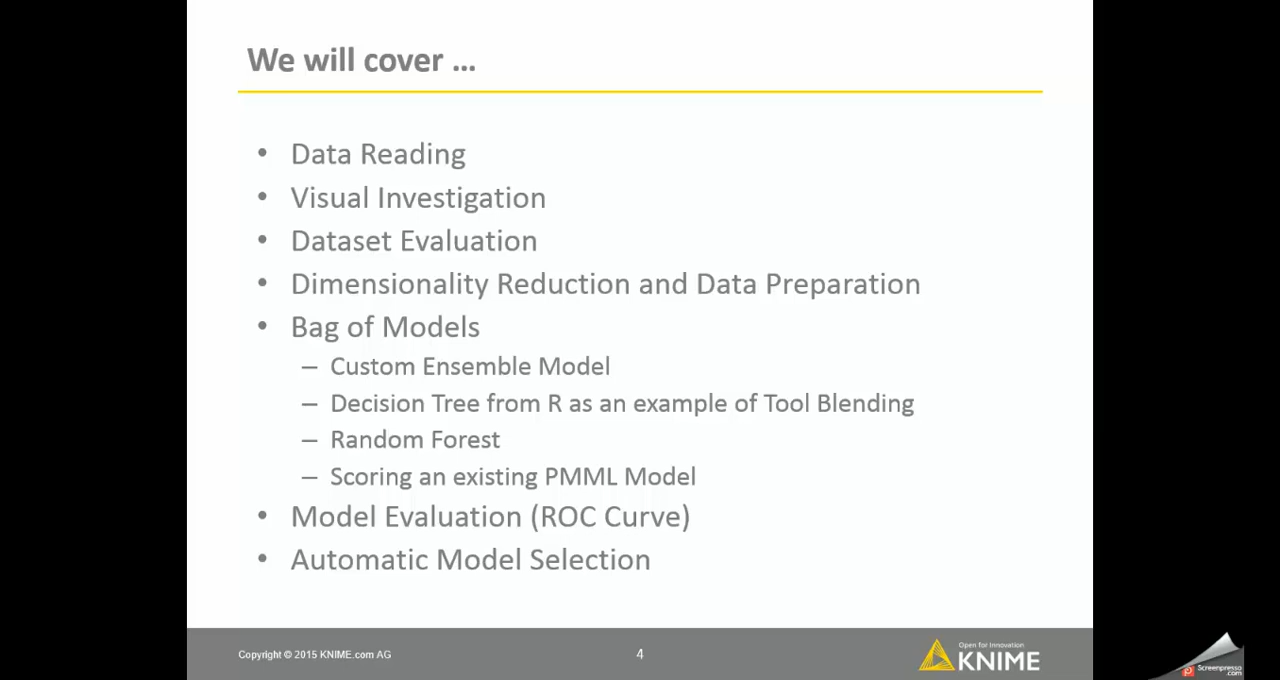 We will cover ...
• Data Reading
• Visual Investigation
• Dataset Evaluation
• Dimensionality Reduction and Data Preparation
• Bag of Models
– Custom Ensemble Model
– Decision Tree from R as an example of Tool Blending
– Random Forest
– Scoring an existing PMML Model
• Model Evaluation (ROC Curve)
• Automatic Model Selection
Copyright © 2015 KNIME.com AG
4
Open for Innovation
KNIME
Screenpresso
.com